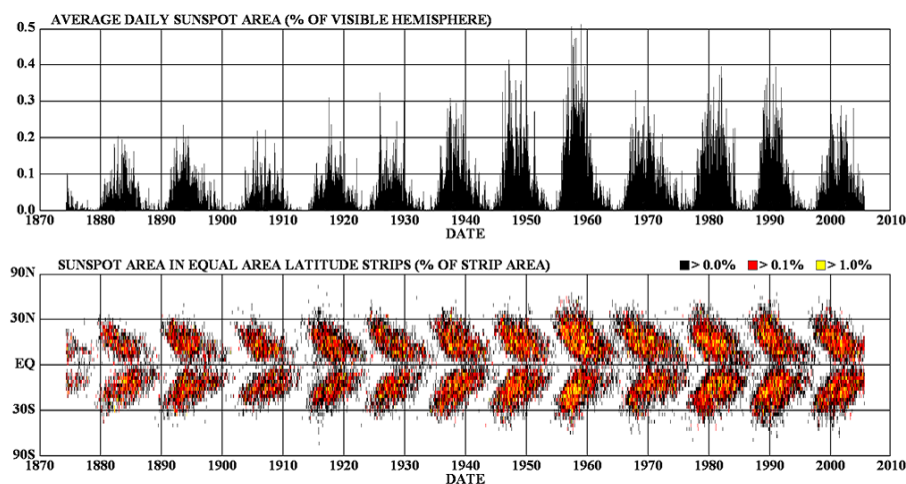 AVERAGE DAILY SUNSPOT AREA (% OF VISIBLE HEMISPHERE)
0.5
0.4
0.3
0.2
0.1
0.0
1870 1880 1890 1900 1910 1920 1930 1940 1950 1960 1970 1980 1990 2000 2010
DATE
SUNSPOT AREA IN EQUAL AREA LATITUDE STRIPS (% OF STRIP AREA) > 0.0% > 0.1% > 1.0%
90N
30N
EQ
30S
90S
1870 1880 1890 1900 1910 1920 1930 1940 1950 1960 1970 1980 1990 2000 2010
DATE